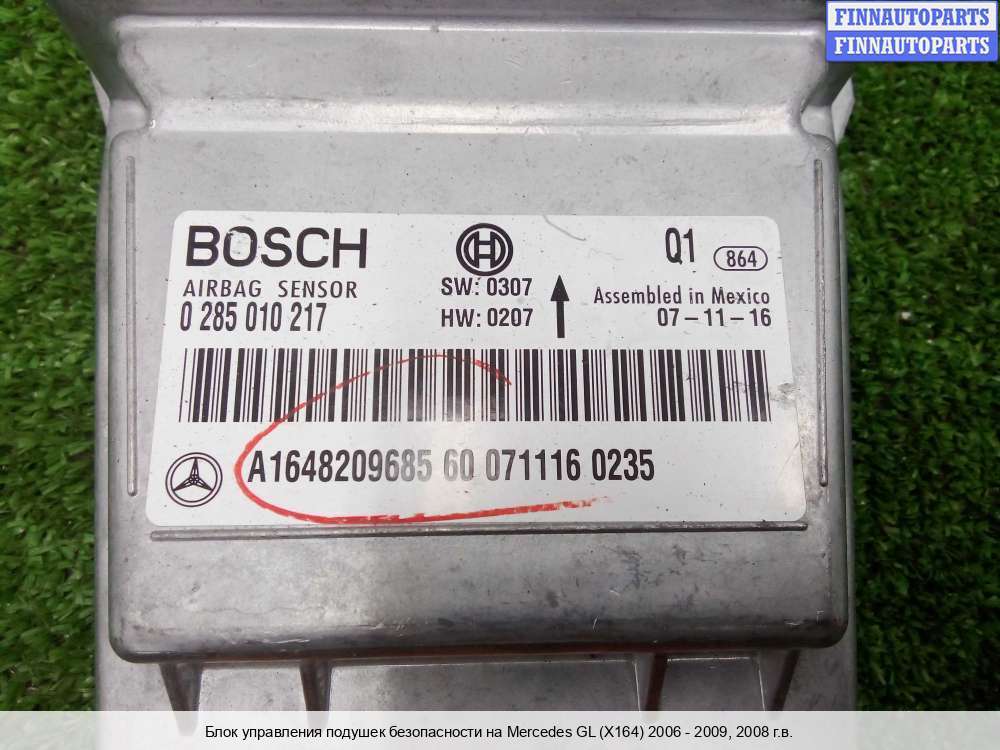 FINNAUTOPARTS
FINNAUTOPARTS
BOSCH
Q1 864
AIRBAG SENSOR
SW: 0307
Assembled in Mexico
0 285 010 217
HW: 0207
07-11-16
A1648209685 60 071116 0235
Блок управления подушек безопасности на Mercedes GL (X164) 2006 - 2009, 2008 г.в.